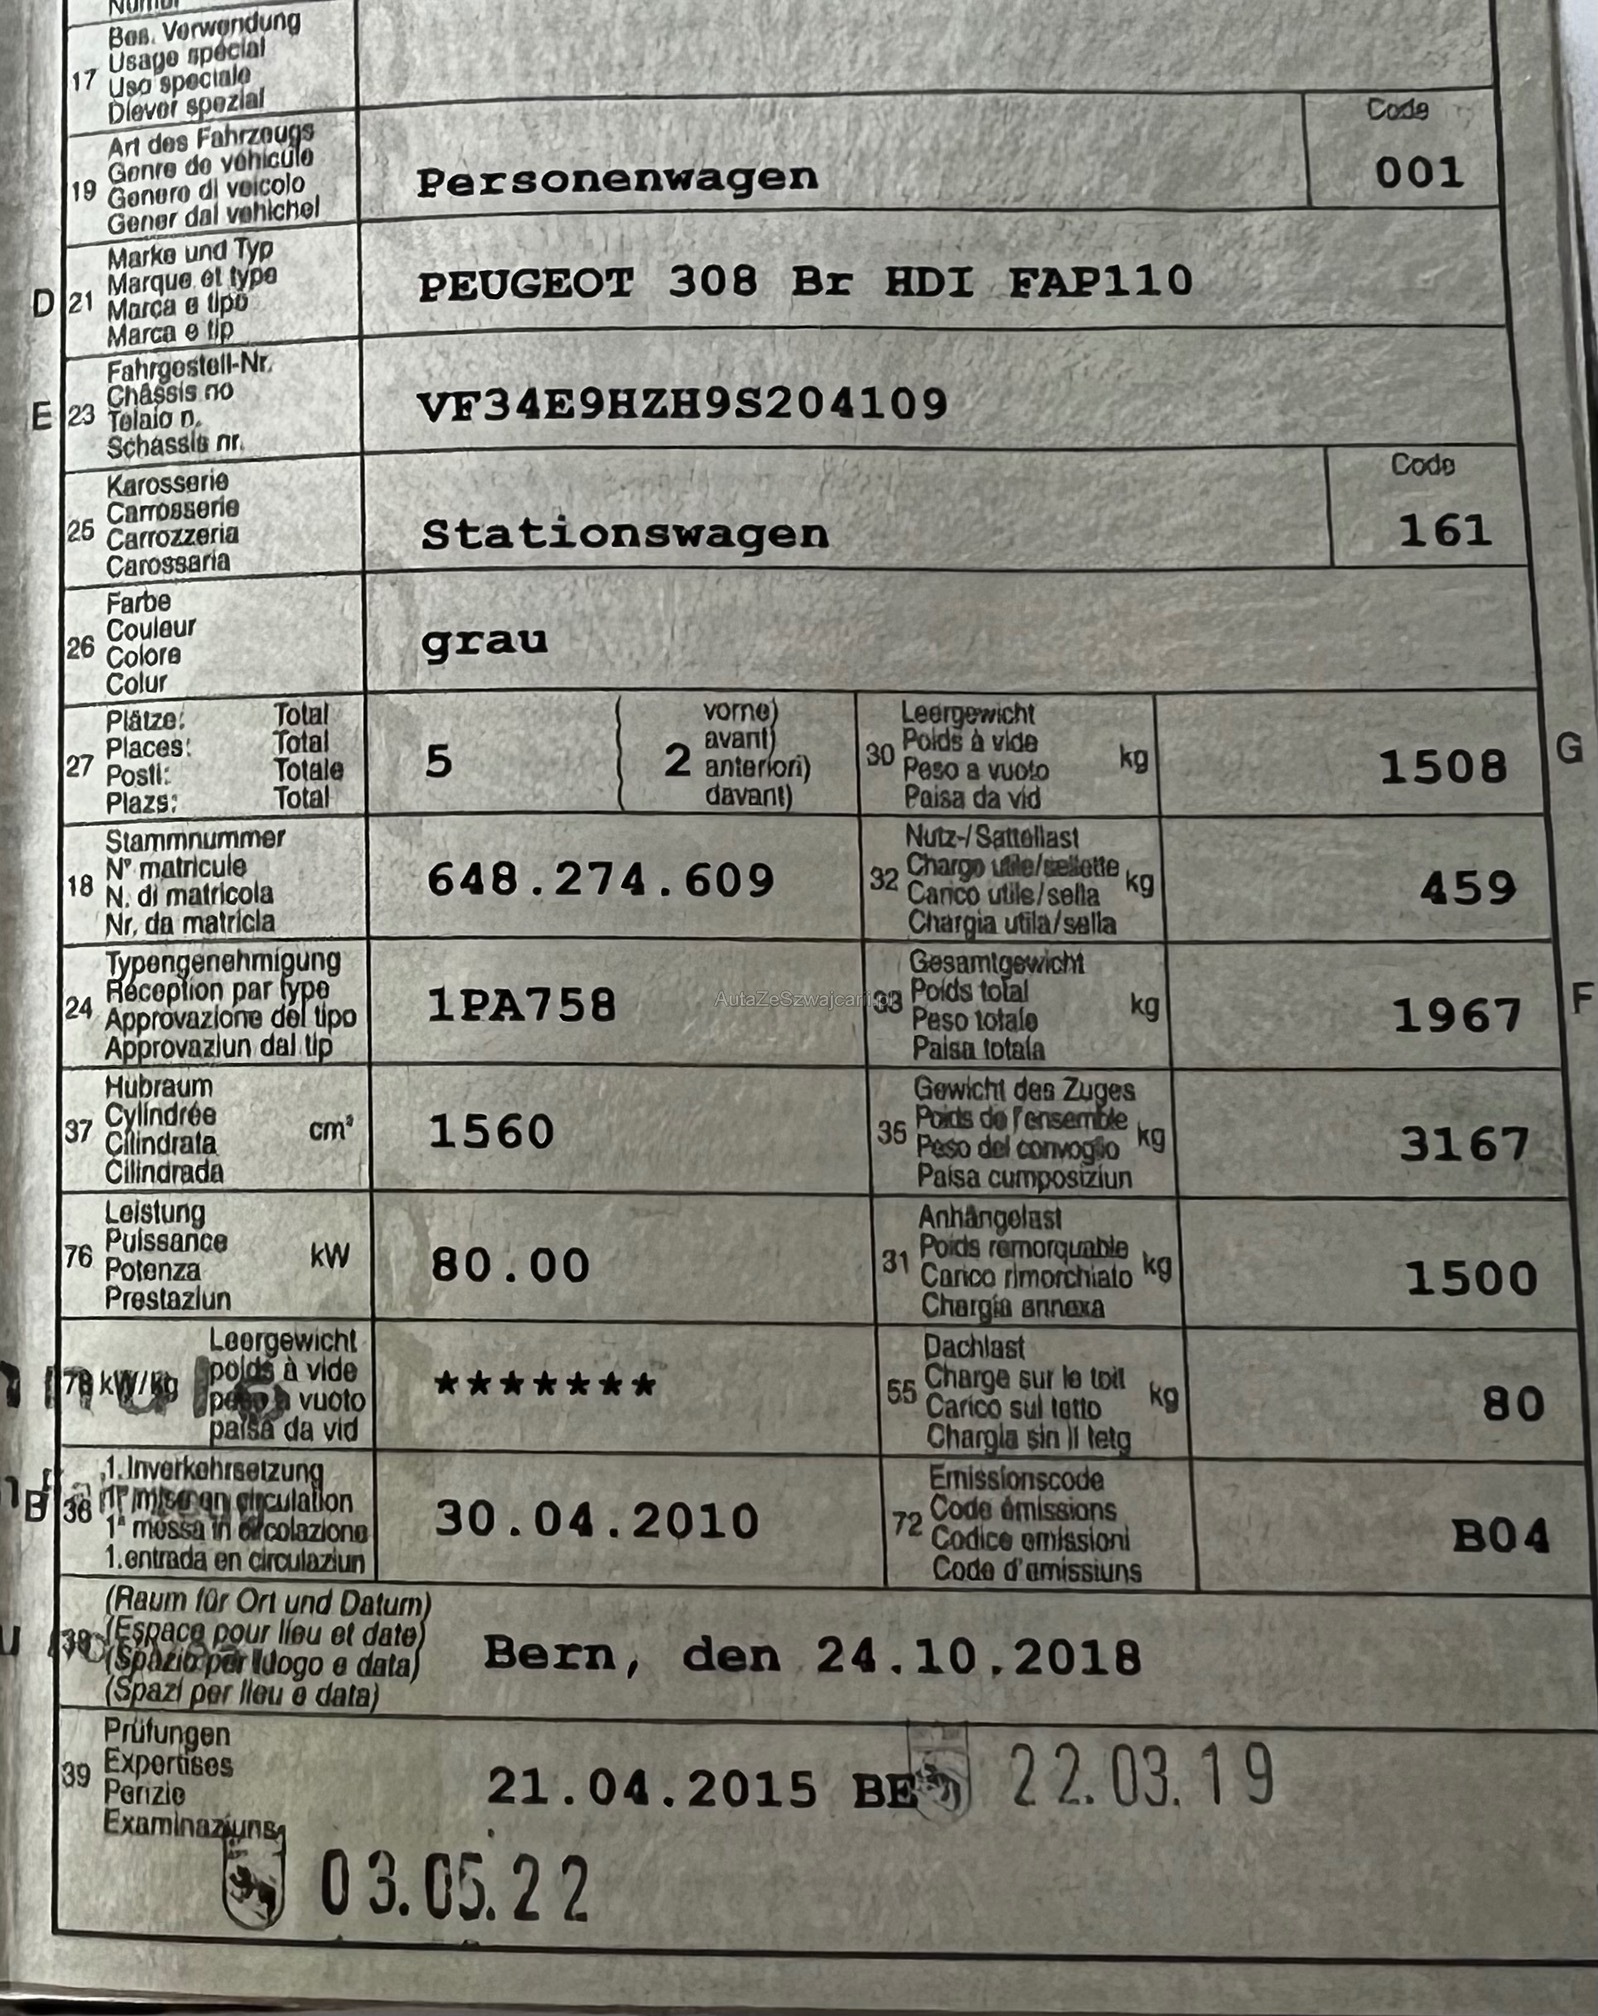 17 Bes. Verwendung
Usage spécial
Uso speciale
Diever spezial
19 Art des Fahrzeugs
Genre de véhicule
Genere di veicolo
Gener dal vehichel
Personenwagen
Code
001
D 21 Marke und Typ
Marque et type
Marca e tipo
Marca e tip
PEUGEOT 308 Br HDI FAP110
E 23 Fahrgestell-Nr.
Châssis no
Telaio n.
Schassis nr.
VF34E9HZH9S204109
25 Karosserie
Carrosserie
Carrozzeria
Carossaria
Stationswagen
Code
161
26 Farbe
Couleur
Colore
Colur
grau
27 Plätze: Total
Places: Total
Posti: Totale
Plazs: Total
5
( 2 vorne)
avant)
anteriori)
davant)
30 Leergewicht
Poids à vide
Peso a vuoto
Paisa da vid
kg
1508
G
18 Stammnummer
N° matricule
N. di matricola
Nr. da matricla
648.274.609
32 Nutz-/Sattellast
Charge utile/sellette
Carico utile/sella
Chargia utila/sella
kg
459
24 Typengenehmigung
Réception par type
Approvazione del tipo
Approvaziun dal tip
1PA758
AutaZeSzwajcarii.pl
33 Gesamtgewicht
Poids total
Peso totale
Paisa totala
kg
1967
F
37 Hubraum
Cylindrée
Cilindrata
Cilindrada
cm³
1560
35 Gewicht des Zuges
Poids de l'ensemble
Peso del convoglio
Paisa cumposiziun
kg
3167
76 Leistung
Puissance
Potenza
Prestaziun
kW
80.00
31 Anhängelast
Poids remorquable
Carico rimorchiato
Chargia annexa
kg
1500
78 kW/kg Leergewicht
poids à vide
peso a vuoto
paisa da vid
*******
55 Dachlast
Charge sur le toit
Carico sul tetto
Chargia sin il tetg
kg
80
B 36 1. Inverkehrsetzung
1re mise en circulation
1a messa in circolazione
1. entrada en circulaziun
30.04.2010
72 Emissionscode
Code émissions
Codice emissioni
Code d'emissiuns
B04
38 (Raum für Ort und Datum)
(Espace pour lieu et date)
(Spazio per luogo e data)
(Spazi per lieu e data)
Bern, den 24.10.2018
39 Prüfungen
Expertises
Perizie
Examinaziuns
21.04.2015 BE
22.03.19
03.05.22